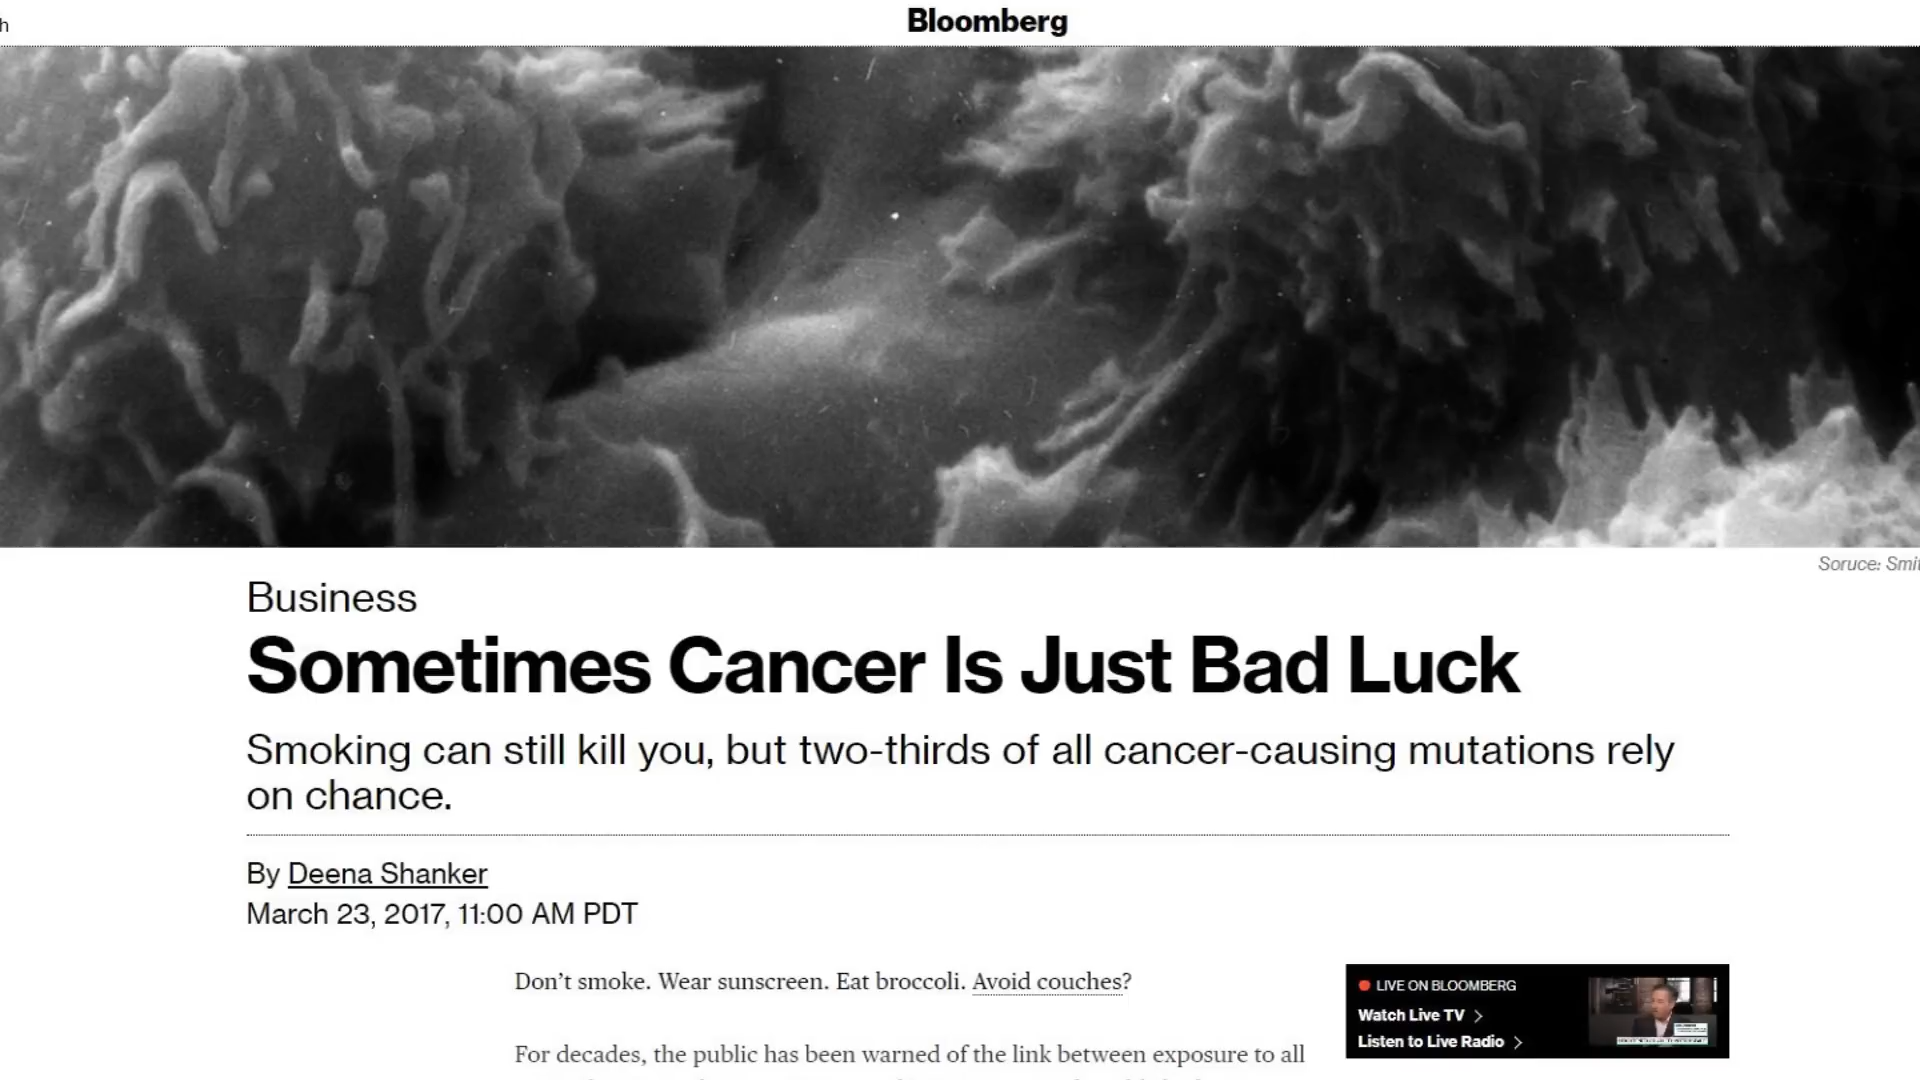 h
Bloomberg
Soruce: Smi
Business
Sometimes Cancer Is Just Bad Luck
Smoking can still kill you, but two-thirds of all cancer-causing mutations rely
on chance.
By Deena Shanker
March 23, 2017, 11:00 AM PDT
Don’t smoke. Wear sunscreen. Eat broccoli. Avoid couches?
LIVE ON BLOOMBERG
Watch Live TV
Listen to Live Radio
For decades, the public has been warned of the link between exposure to all